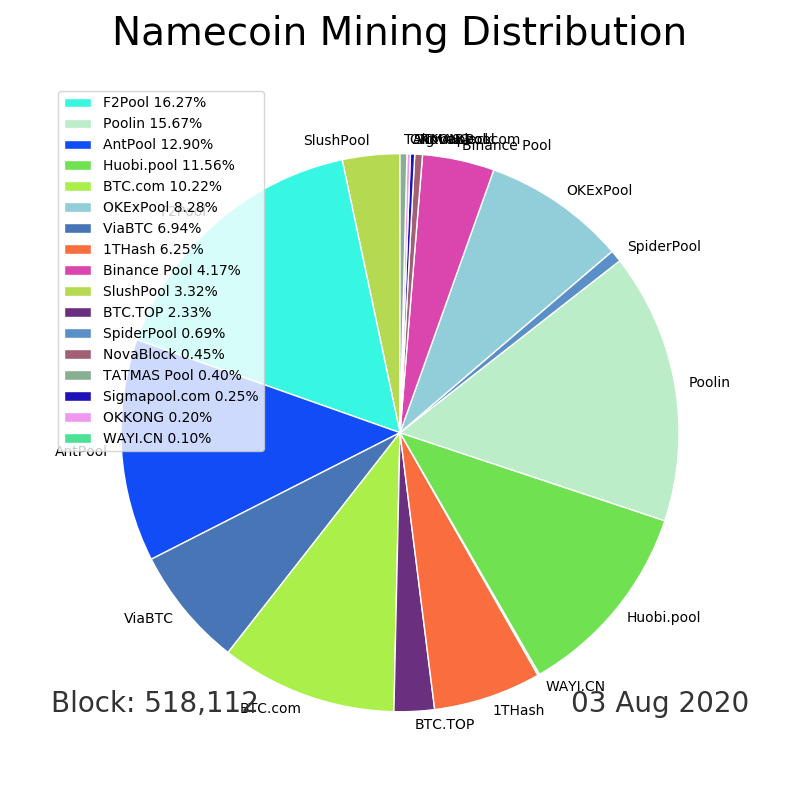 Namecoin Mining Distribution
F2Pool 16.27%
Poolin 15.67%
AntPool 12.90%
Huobi.pool 11.56%
BTC.com 10.22%
OKExPool 8.28%
ViaBTC 6.94%
1THash 6.25%
Binance Pool 4.17%
SlushPool 3.32%
BTC.TOP 2.33%
SpiderPool 0.69%
NovaBlock 0.45%
TATMAS Pool 0.40%
Sigmapool.com 0.25%
OKKONG 0.20%
WAYI.CN 0.10%
SlushPool
Binance Pool
OKExPool
SpiderPool
Poolin
Huobi.pool
WAYI.CN
1THash
BTC.TOP
BTC.com
ViaBTC
AntPool
F2Pool
Block: 518,112
03 Aug 2020